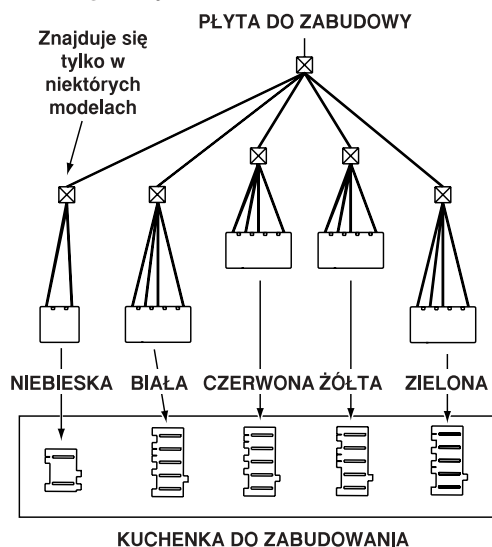 PŁYTA DO ZABUDOWY
Znajduje się
tylko w
niektórych
modelach
NIEBIESKA BIAŁA CZERWONA ŻÓŁTA ZIELONA
KUCHENKA DO ZABUDOWANIA